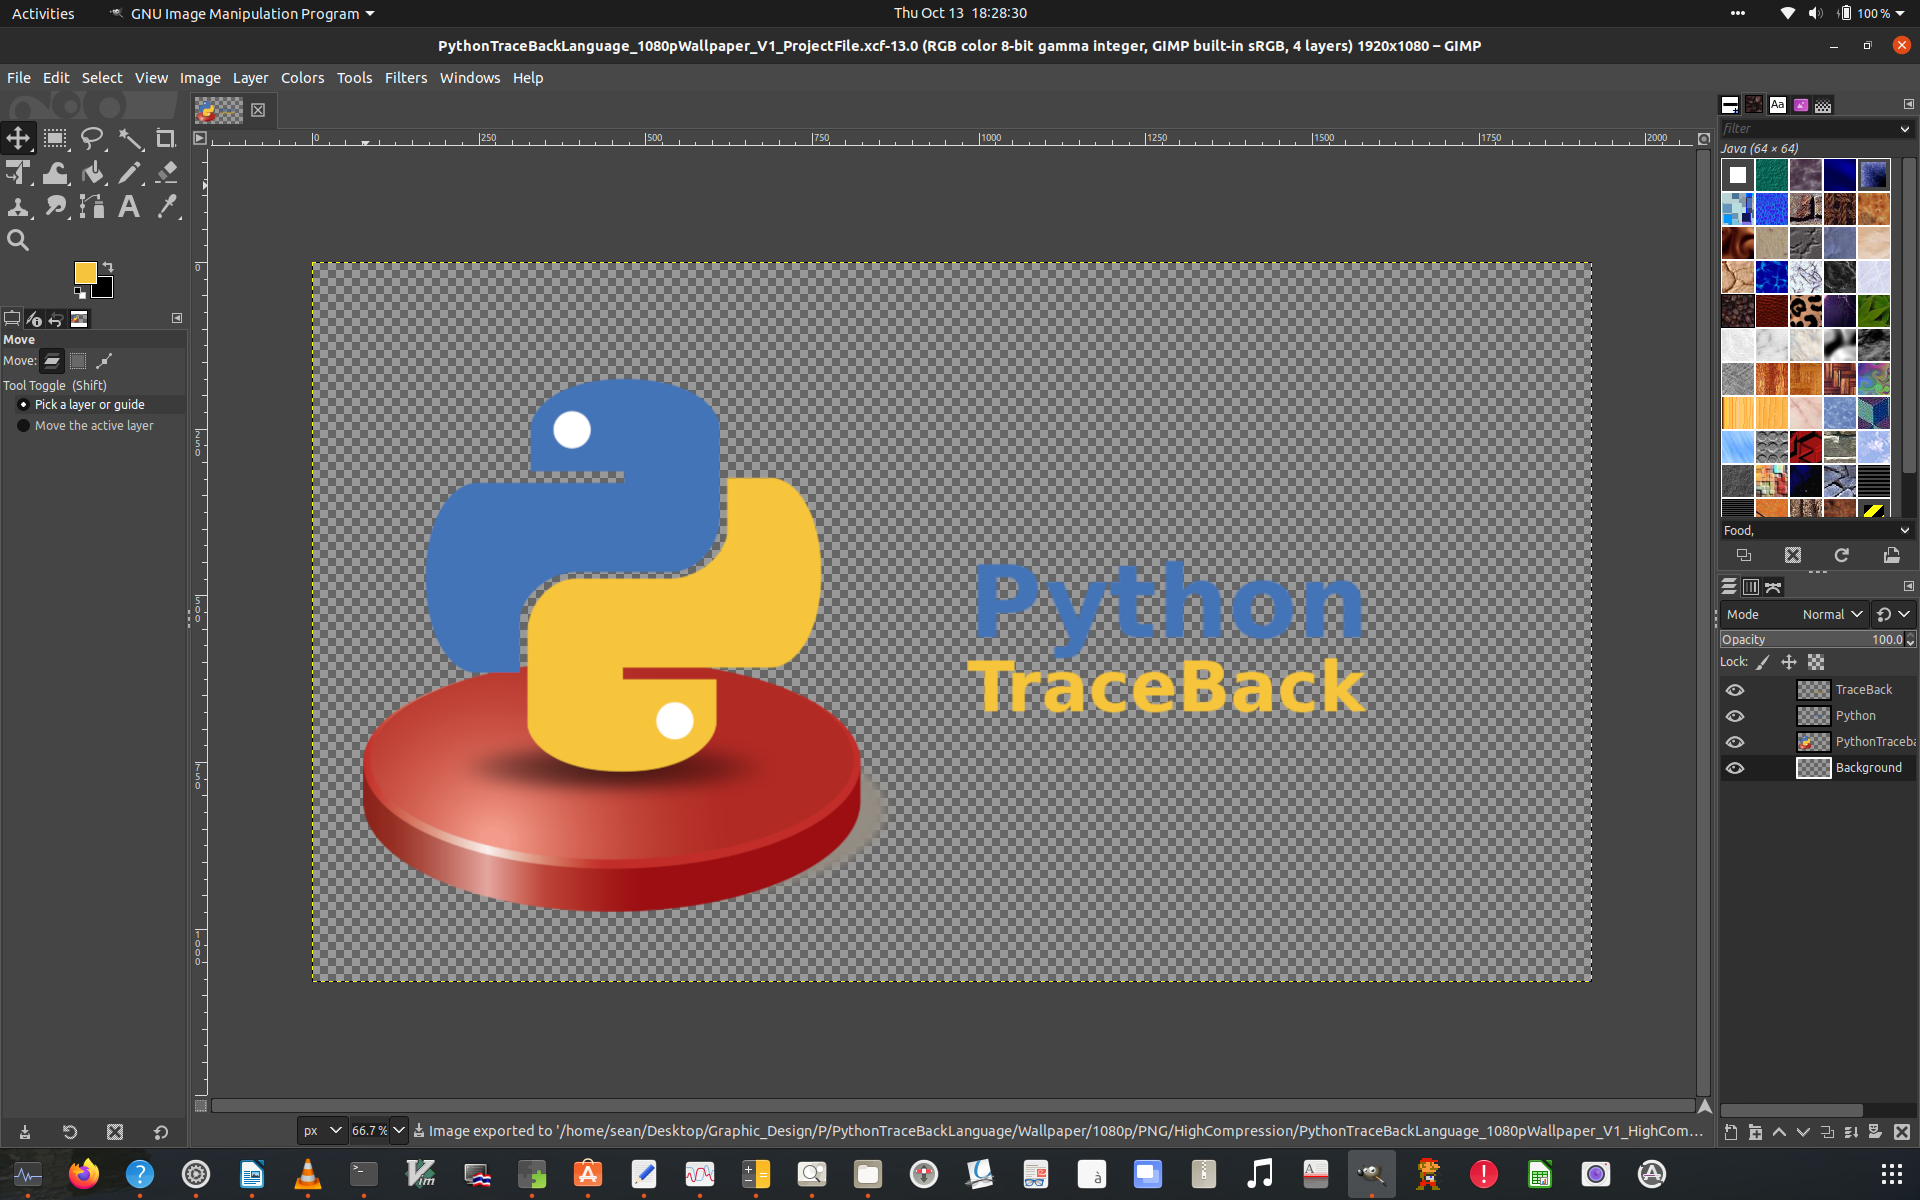 Activities GNU Image Manipulation Program Thu Oct 13 18:28:30 100 %
PythonTraceBackLanguage_1080pWallpaper_V1_ProjectFile.xcf-13.0 (RGB color 8-bit gamma integer, GIMP built-in sRGB, 4 layers) 1920x1080 – GIMP
File Edit Select View Image Layer Colors Tools Filters Windows Help
0 250 500 750 1000 1250 1500 1750 2000
filter
Java (64 × 64)
0
250
500
750
1000
Move
Move:
Tool Toggle (Shift)
Pick a layer or guide
Move the active layer
Python
TraceBack
Food,
Mode Normal
Opacity 100.0
Lock:
TraceBack
Python
PythonTraceba
Background
px 66.7 % Image exported to '/home/sean/Desktop/Graphic_Design/P/PythonTraceBackLanguage/Wallpaper/1080p/PNG/HighCompression/PythonTraceBackLanguage_1080pWallpaper_V1_HighCom…